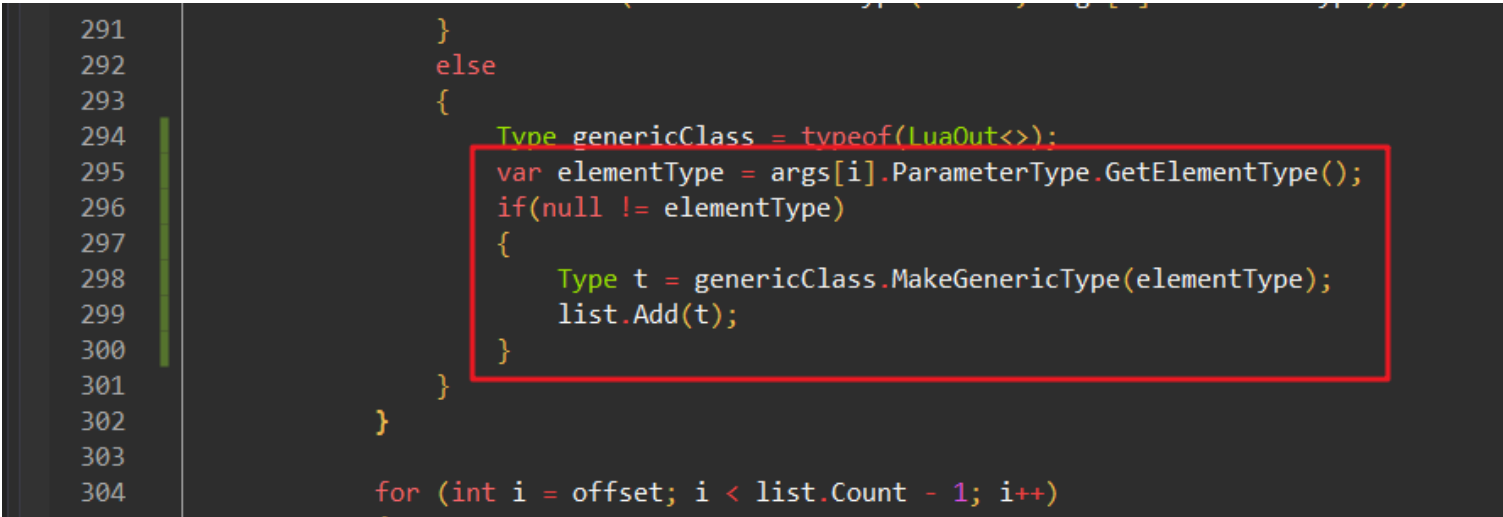 291 }
292 else
293 {
294 Type genericClass = typeof(LuaOut<>);
295 var elementType = args[i].ParameterType.GetElementType();
296 if(null != elementType)
297 {
298 Type t = genericClass.MakeGenericType(elementType);
299 list.Add(t);
300 }
301 }
302 }
303
304 for (int i = offset; i < list.Count - 1; i++)